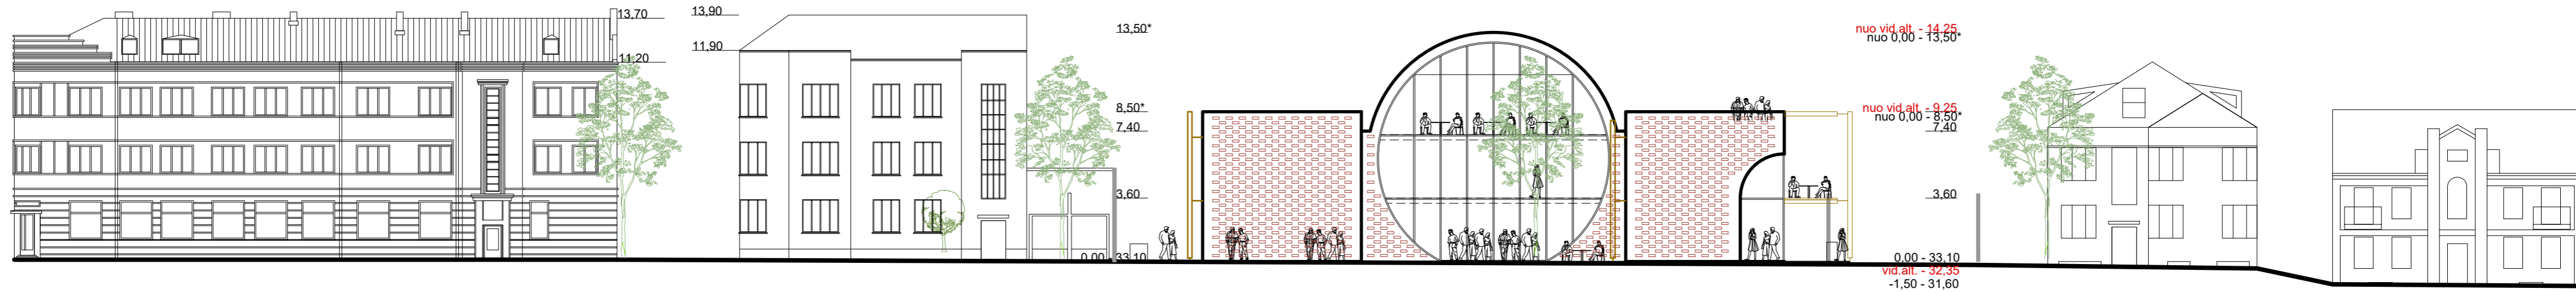 13,70
11,20
13,90
11,90
13,50*
8,50*
7,40
3,60
0,00 - 33,10
nuo vid.alt. - 14,25
nuo 0,00 - 13,50*
nuo vid.alt. - 9,25
nuo 0,00 - 8,50*
7,40
3,60
0,00 - 33,10
vid.alt. - 32,35
-1,50 - 31,60